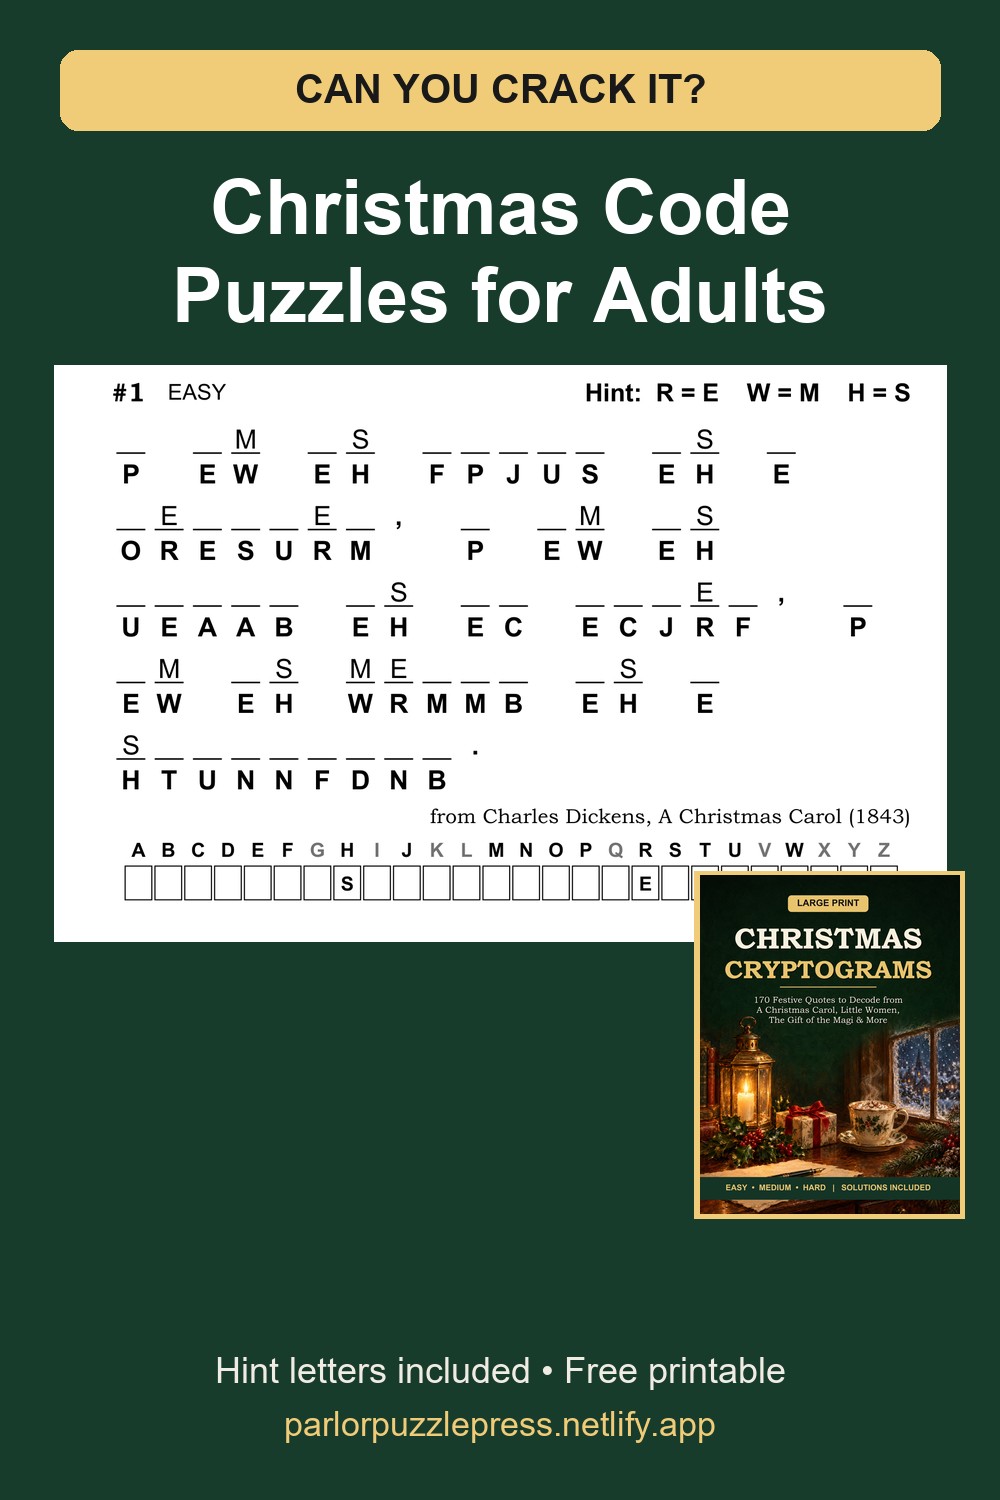 CAN YOU CRACK IT?
Christmas Code
Puzzles for Adults
#1 EASY Hint: R = E W = M H = S
_ _ M _ S _ _ _ _ _ _ S _
P E W E H F P J U S E H E
_ E _ _ _ E _ , _ _ M _ S
O R E S U R M P E W E H
_ _ _ _ _ _ S _ _ _ _ _ E _ , _
U E A A B E H E C E C J R F P
_ M _ S M E _ _ _ _ S _
E W E H W R M M B E H E
S _ _ _ _ _ _ _ _ .
H T U N N F D N B
from Charles Dickens, A Christmas Carol (1843)
A B C D E F G H I J K L M N O P Q R S T U V W X Y Z
S E
LARGE PRINT
CHRISTMAS
CRYPTOGRAMS
170 Festive Quotes to Decode from
A Christmas Carol, Little Women,
The Gift of the Magi & More
EASY • MEDIUM • HARD | SOLUTIONS INCLUDED
Hint letters included • Free printable
parlorpuzzlepress.netlify.app